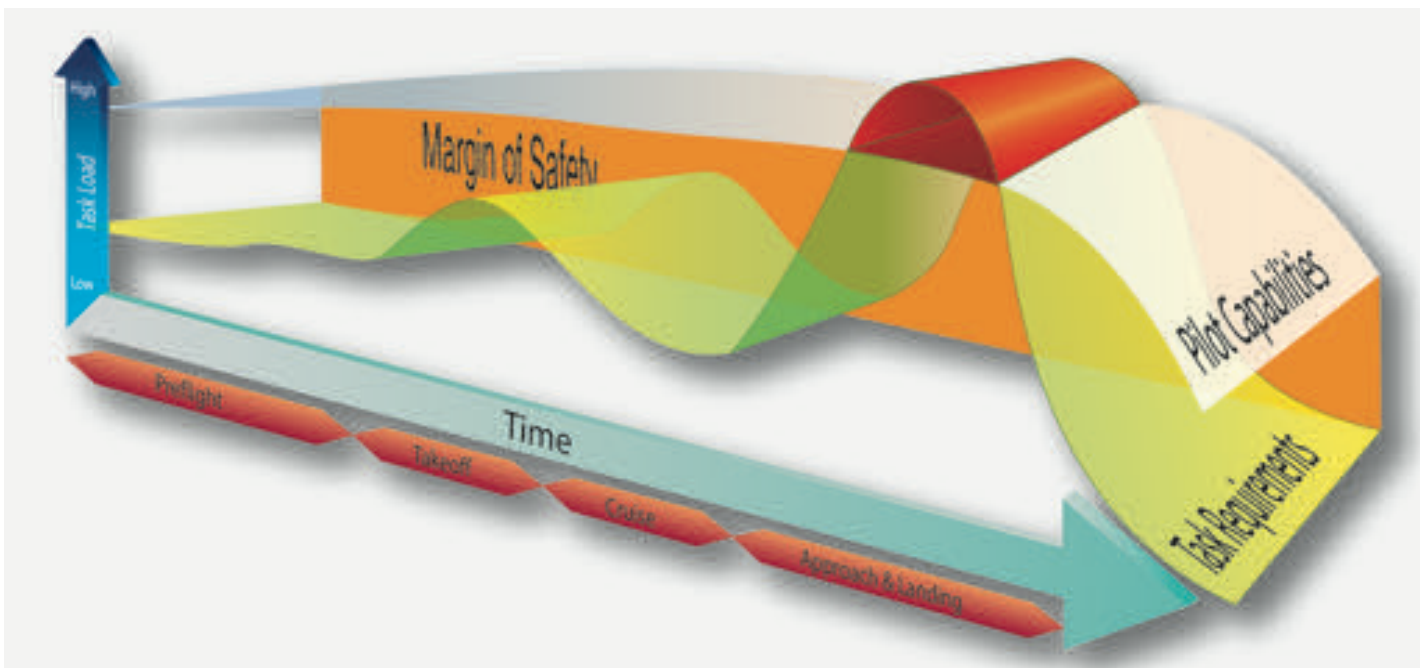 High
Task Load
Low
Margin of Safety
Pilot Capabilities
Task Requirements
Time
Preflight
Takeoff
Cruise
Approach & Landing